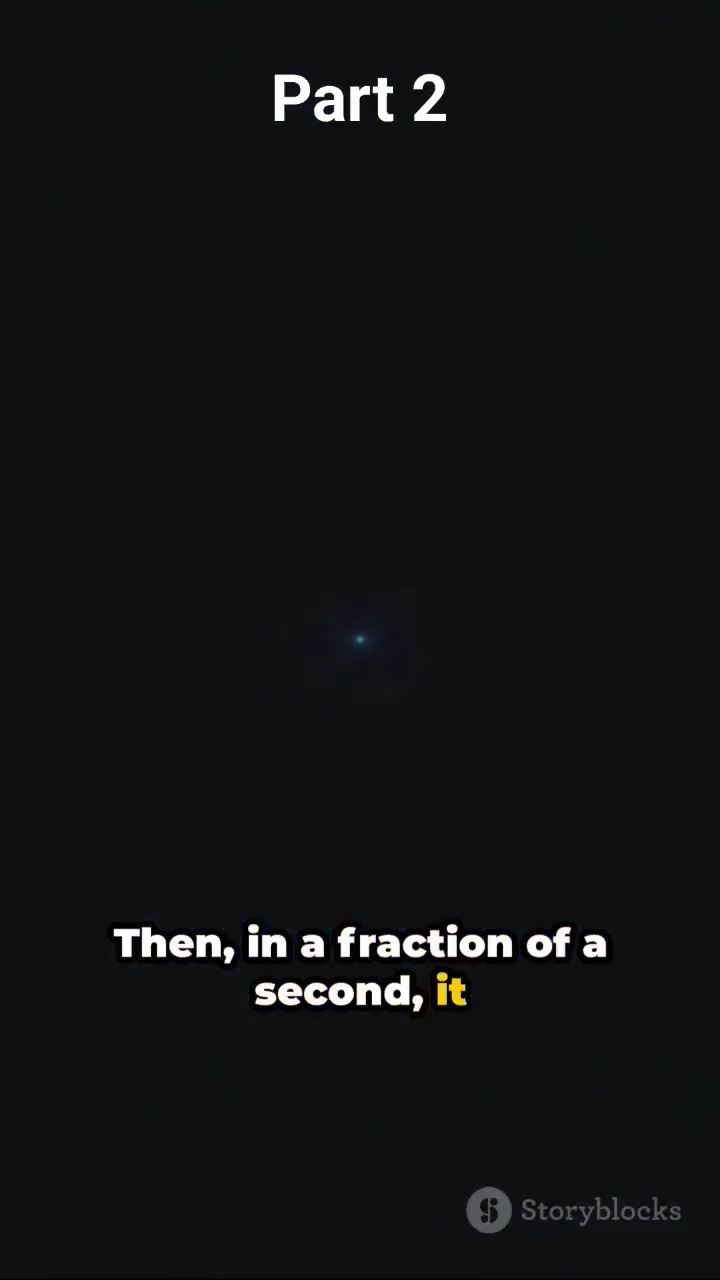 Part 2
Then, in a fraction of a
second, it
Storyblocks